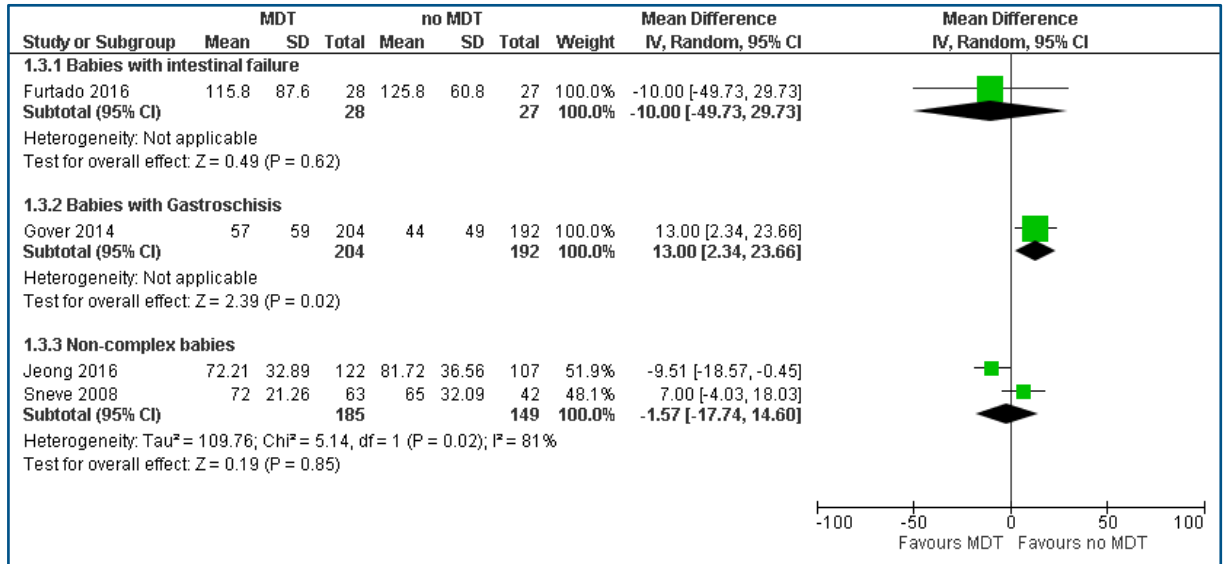 MDT no MDT Mean Difference Mean Difference
Study or Subgroup Mean SD Total Mean SD Total Weight IV, Random, 95% CI IV, Random, 95% CI
1.3.1 Babies with intestinal failure
Furtado 2016 115.8 87.6 28 125.8 60.8 27 100.0% -10.00 [-49.73, 29.73]
Subtotal (95% CI) 28 27 100.0% -10.00 [-49.73, 29.73]
Heterogeneity: Not applicable
Test for overall effect: Z = 0.49 (P = 0.62)
1.3.2 Babies with Gastroschisis
Gover 2014 57 59 204 44 49 192 100.0% 13.00 [2.34, 23.66]
Subtotal (95% CI) 204 192 100.0% 13.00 [2.34, 23.66]
Heterogeneity: Not applicable
Test for overall effect: Z = 2.39 (P = 0.02)
1.3.3 Non-complex babies
Jeong 2016 72.21 32.89 122 81.72 36.56 107 51.9% -9.51 [-18.57, -0.45]
Sneve 2008 72 21.26 63 65 32.09 42 48.1% 7.00 [-4.03, 18.03]
Subtotal (95% CI) 185 149 100.0% -1.57 [-17.74, 14.60]
Heterogeneity: Tau² = 109.76; Chi² = 5.14, df = 1 (P = 0.02); I² = 81%
Test for overall effect: Z = 0.19 (P = 0.85)
-100 -50 0 50 100
Favours MDT Favours no MDT